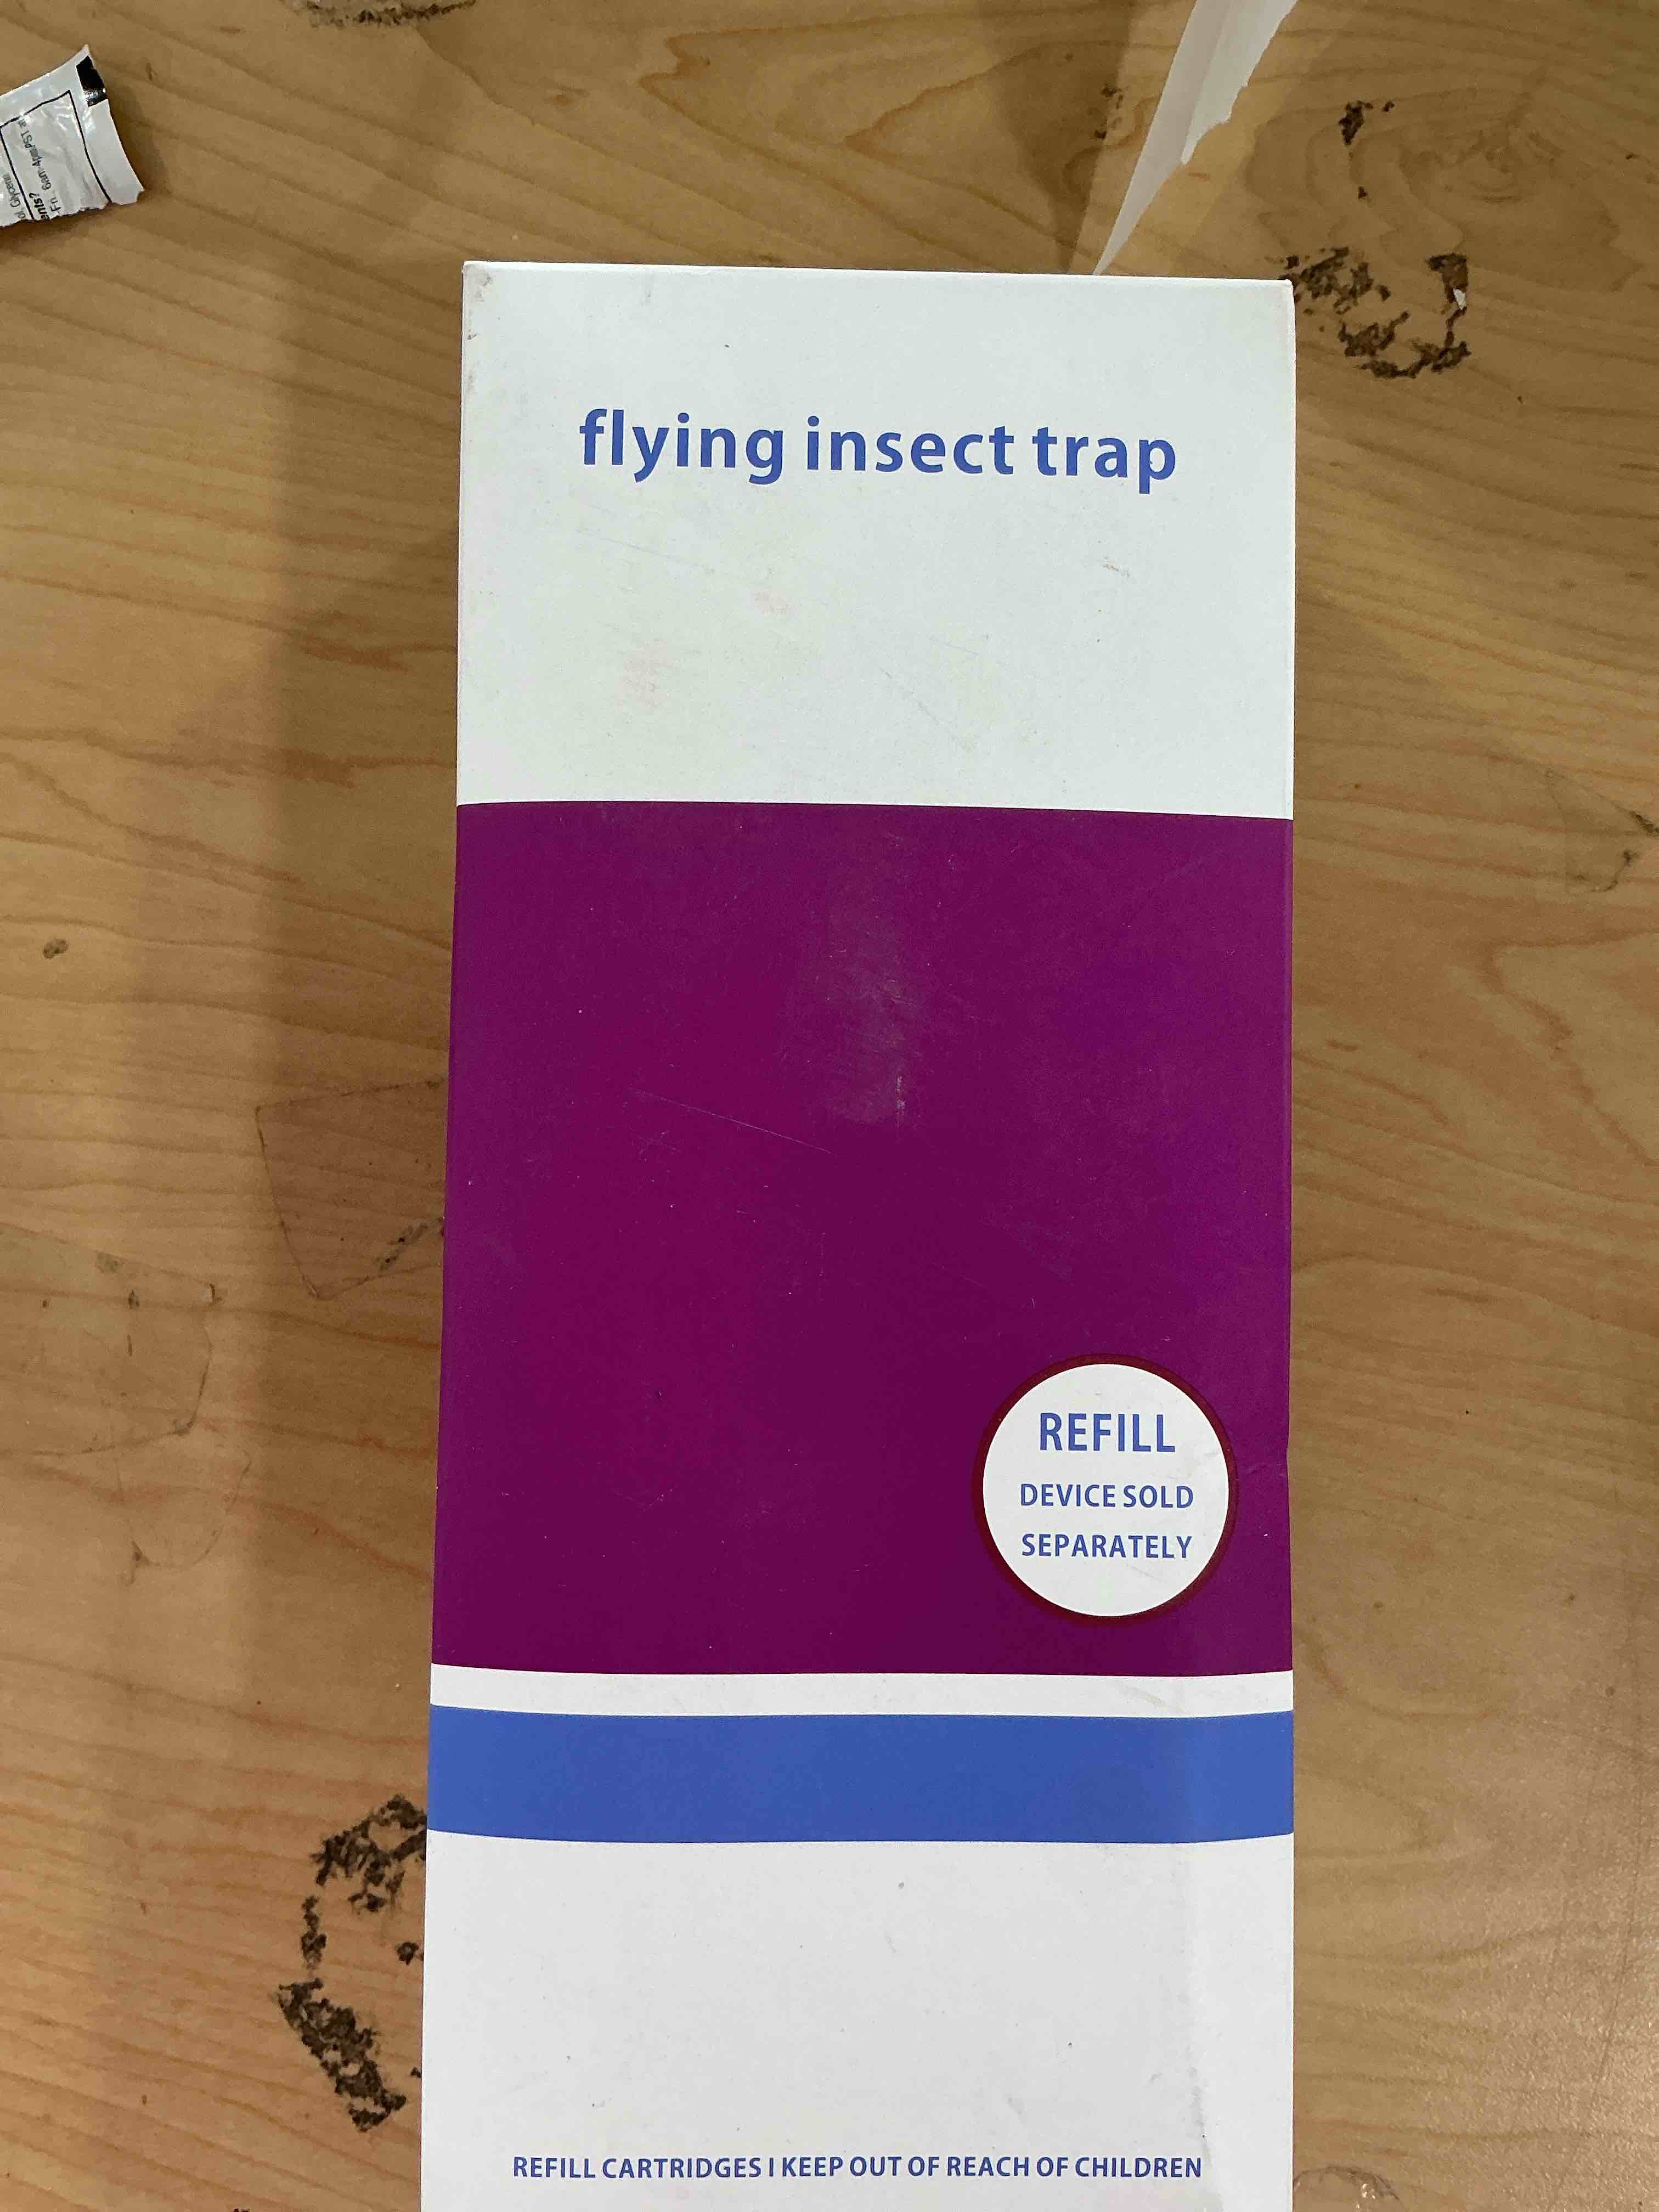 flying insect trap
REFILL
DEVICE SOLD
SEPARATELY
REFILL CARTRIDGES I KEEP OUT OF REACH OF CHILDREN